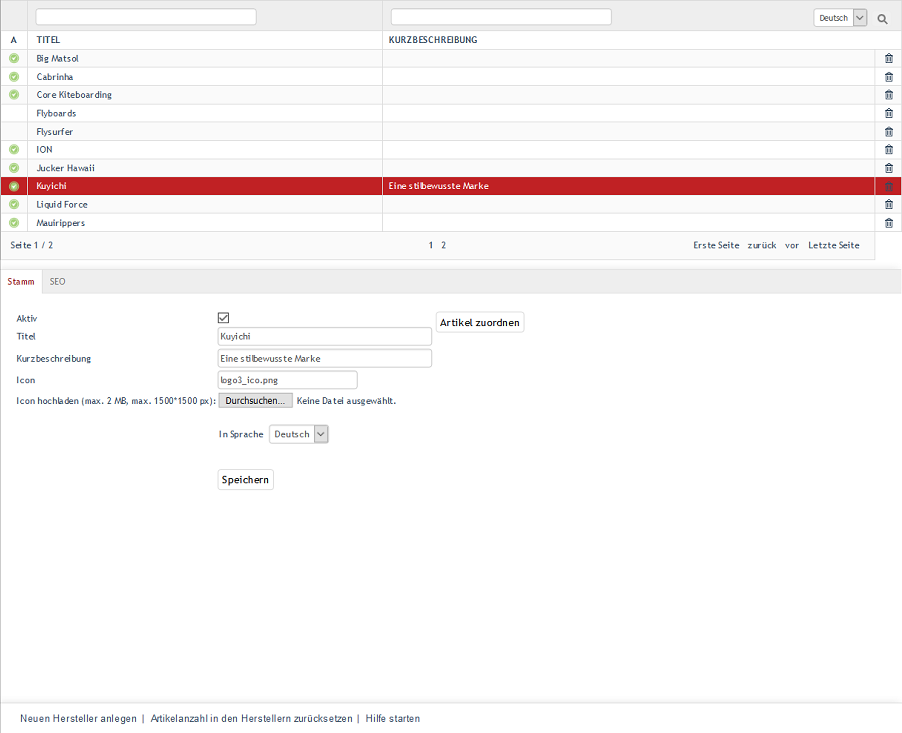 Deutsch
A TITEL KURZBESCHREIBUNG
Big Matsol
Cabrinha
Core Kiteboarding
Flyboards
Flysurfer
ION
Jucker Hawaii
Kuyichi Eine stilbewusste Marke
Liquid Force
Mauirippers
Seite 1 / 2 1 2 Erste Seite zurück vor Letzte Seite
Stamm SEO
Aktiv Artikel zuordnen
Titel Kuyichi
Kurzbeschreibung Eine stilbewusste Marke
Icon logo3_ico.png
Icon hochladen (max. 2 MB, max. 1500*1500 px): Durchsuchen... Keine Datei ausgewählt.
In Sprache Deutsch
Speichern
Neuen Hersteller anlegen | Artikelanzahl in den Herstellern zurücksetzen | Hilfe starten